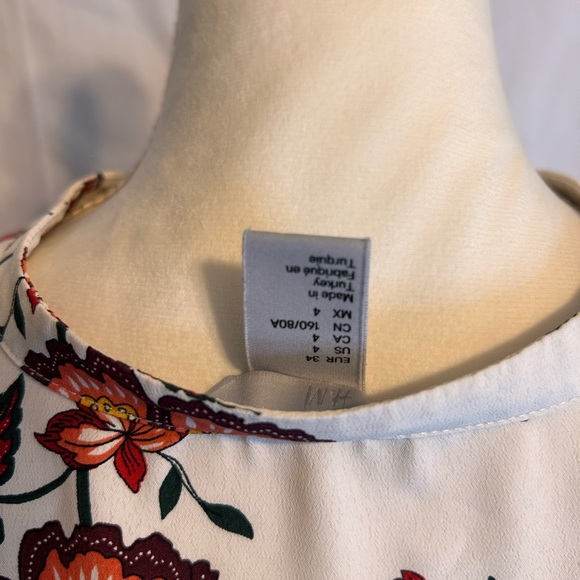 EUR 34
US 4
CA 4
CN 160/80A
MX 4
Made in
Turkey
Fabriqué en
Turquie